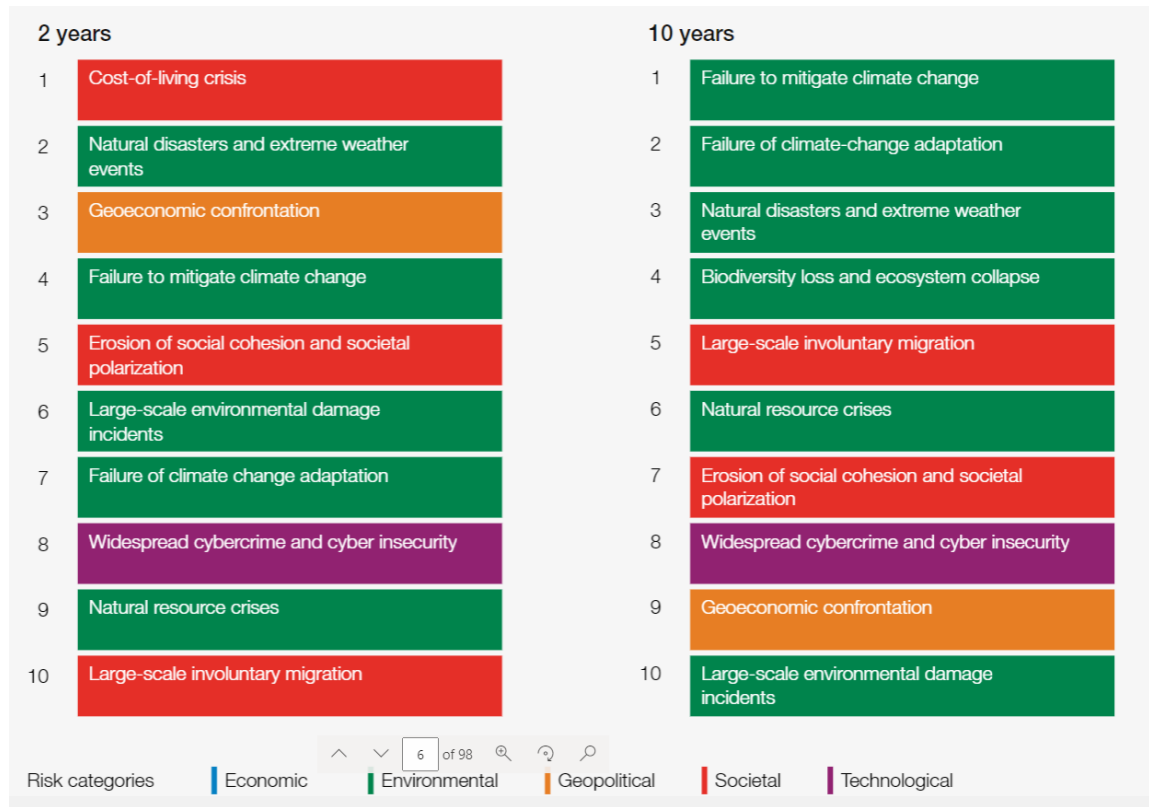 2 years
1 Cost-of-living crisis
2 Natural disasters and extreme weather
events
3 Geoeconomic confrontation
4 Failure to mitigate climate change
5 Erosion of social cohesion and societal
polarization
6 Large-scale environmental damage
incidents
7 Failure of climate change adaptation
8 Widespread cybercrime and cyber insecurity
9 Natural resource crises
10 Large-scale involuntary migration
10 years
1 Failure to mitigate climate change
2 Failure of climate-change adaptation
3 Natural disasters and extreme weather
events
4 Biodiversity loss and ecosystem collapse
5 Large-scale involuntary migration
6 Natural resource crises
7 Erosion of social cohesion and societal
polarization
8 Widespread cybercrime and cyber insecurity
9 Geoeconomic confrontation
10 Large-scale environmental damage
incidents
6 of 98
Risk categories Economic Environmental Geopolitical Societal Technological